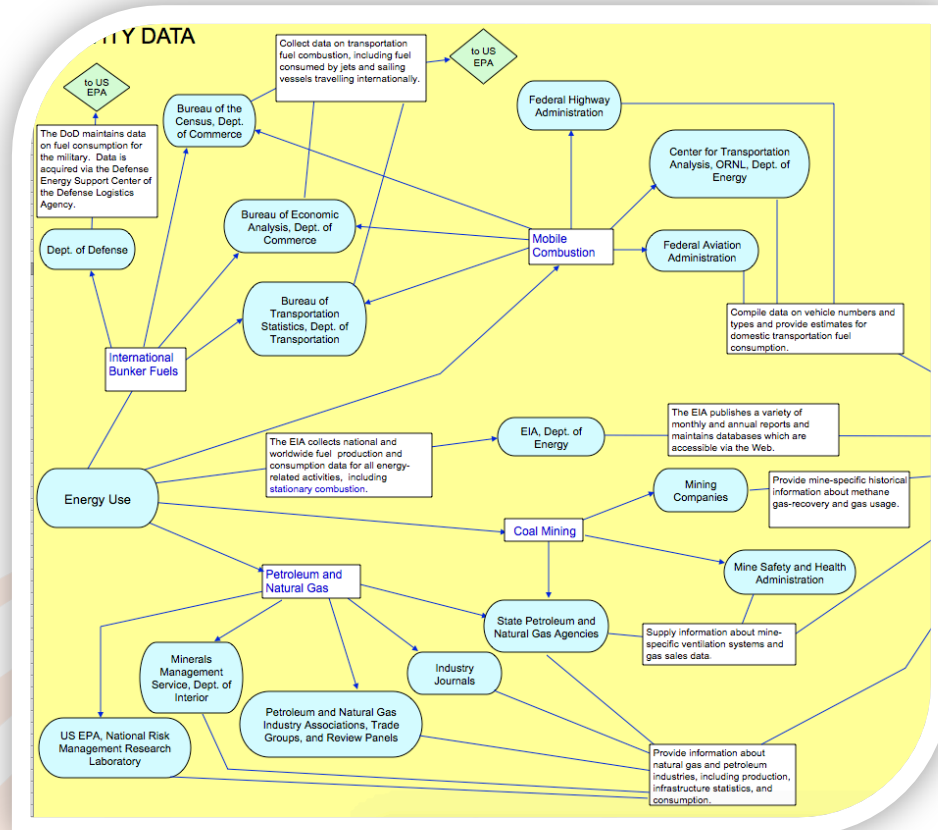 ITY DATA
to US
EPA
The DoD maintains data
on fuel consumption for
the military. Data is
acquired via the Defense
Energy Support Center of
the Defense Logistics
Agency.
Dept. of Defense
Bureau of the
Census, Dept.
of Commerce
Collect data on transportation
fuel combustion, including fuel
consumed by jets and sailing
vessels travelling internationally.
to US
EPA
Bureau of Economic
Analysis, Dept. of
Commerce
Bureau of
Transportation
Statistics, Dept. of
Transportation
International
Bunker Fuels
Federal Highway
Administration
Center for Transportation
Analysis, ORNL, Dept. of
Energy
Mobile
Combustion
Federal Aviation
Administration
Compile data on vehicle numbers and
types and provide estimates for
domestic transportation fuel
consumption.
Energy Use
The EIA collects national and
worldwide fuel production and
consumption data for all energy-
related activities, including
stationary combustion.
EIA, Dept. of
Energy
The EIA publishes a variety of
monthly and annual reports and
maintains databases which are
accessible via the Web.
Mining
Companies
Provide mine-specific historical
information about methane
gas-recovery and gas usage.
Coal Mining
Mine Safety and Health
Administration
Petroleum and
Natural Gas
State Petroleum and
Natural Gas Agencies
Supply information about mine-
specific ventilation systems and
gas sales data.
Minerals
Management
Service, Dept. of
Interior
Industry
Journals
Petroleum and Natural Gas
Industry Associations, Trade
Groups, and Review Panels
US EPA, National Risk
Management Research
Laboratory
Provide information about
natural gas and petroleum
industries, including production,
infrastructure statistics, and
consumption.